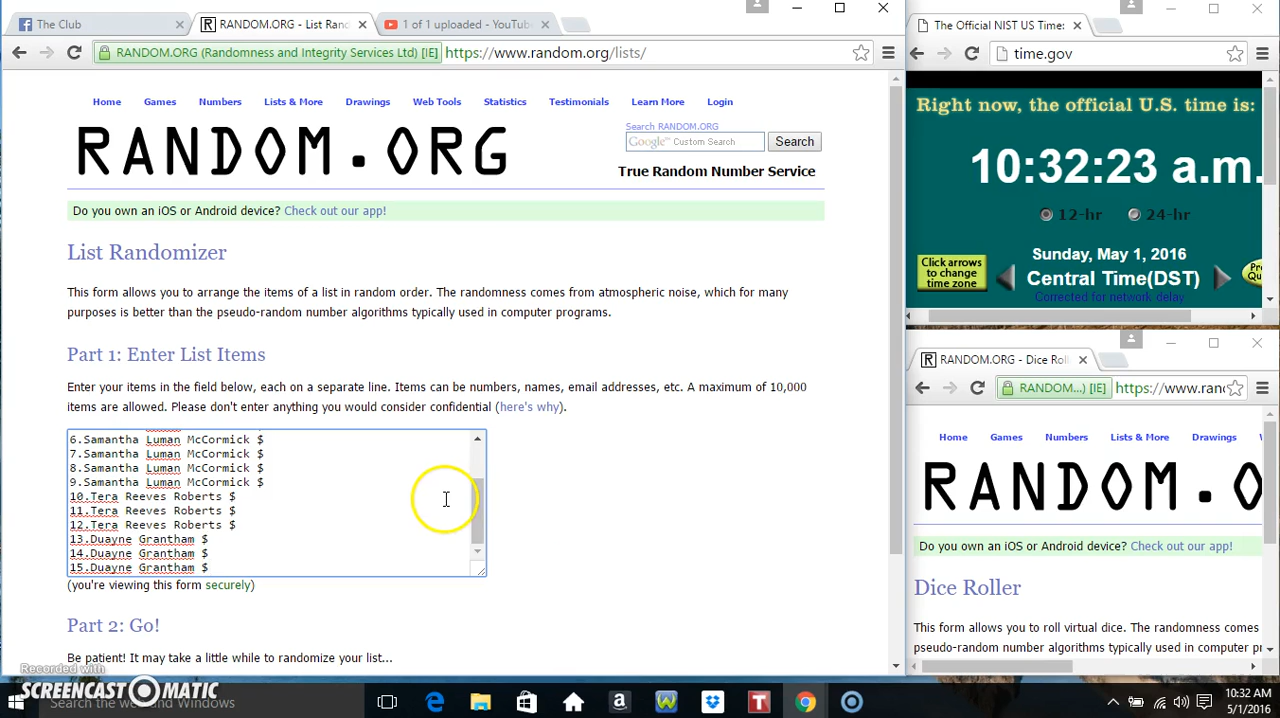 The Club
RANDOM.ORG - List Ran
1 of 1 uploaded - YouTub
RANDOM.ORG (Randomness and Integrity Services Ltd) [IE]
https://www.random.org/lists/
Home Games Numbers Lists & More Drawings Web Tools Statistics Testimonials Learn More Login
RANDOM.ORG
Search RANDOM.ORG
Google™ Custom Search
Search
True Random Number Service
Do you own an iOS or Android device? Check out our app!
List Randomizer
This form allows you to arrange the items of a list in random order. The randomness comes from atmospheric noise, which for many
purposes is better than the pseudo-random number algorithms typically used in computer programs.
Part 1: Enter List Items
Enter your items in the field below, each on a separate line. Items can be numbers, names, email addresses, etc. A maximum of 10,000
items are allowed. Please don't enter anything you would consider confidential (here's why).
6.Samantha Luman McCormick $
7.Samantha Luman McCormick $
8.Samantha Luman McCormick $
9.Samantha Luman McCormick $
10.Tera Reeves Roberts $
11.Tera Reeves Roberts $
12.Tera Reeves Roberts $
13.Duayne Grantham $
14.Duayne Grantham $
15.Duayne Grantham $
(you're viewing this form securely)
Part 2: Go!
Be patient! It may take a little while to randomize your list...
The Official NIST US Time:
time.gov
Right now, the official U.S. time is:
10:32:23 a.m.
12-hr 24-hr
Click arrows
to change
time zone
Sunday, May 1, 2016
Central Time(DST)
Corrected for network delay
RANDOM.ORG - Dice Roll
RANDOM...) [IE]
https://www.ran
Home Games Numbers Lists & More Drawings
RANDOM.O
Do you own an iOS or Android device? Check out our app!
Dice Roller
This form allows you to roll virtual dice. The randomness comes
pseudo-random number algorithms typically used in computer
Recorded with
SCREENCAST-O-MATIC
Search the web and Windows
10:32 AM
5/1/2016